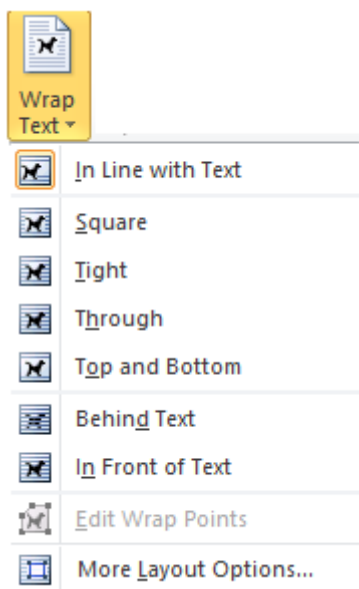 Wrap
Text
In Line with Text
Square
Tight
Through
Top and Bottom
Behind Text
In Front of Text
Edit Wrap Points
More Layout Options...